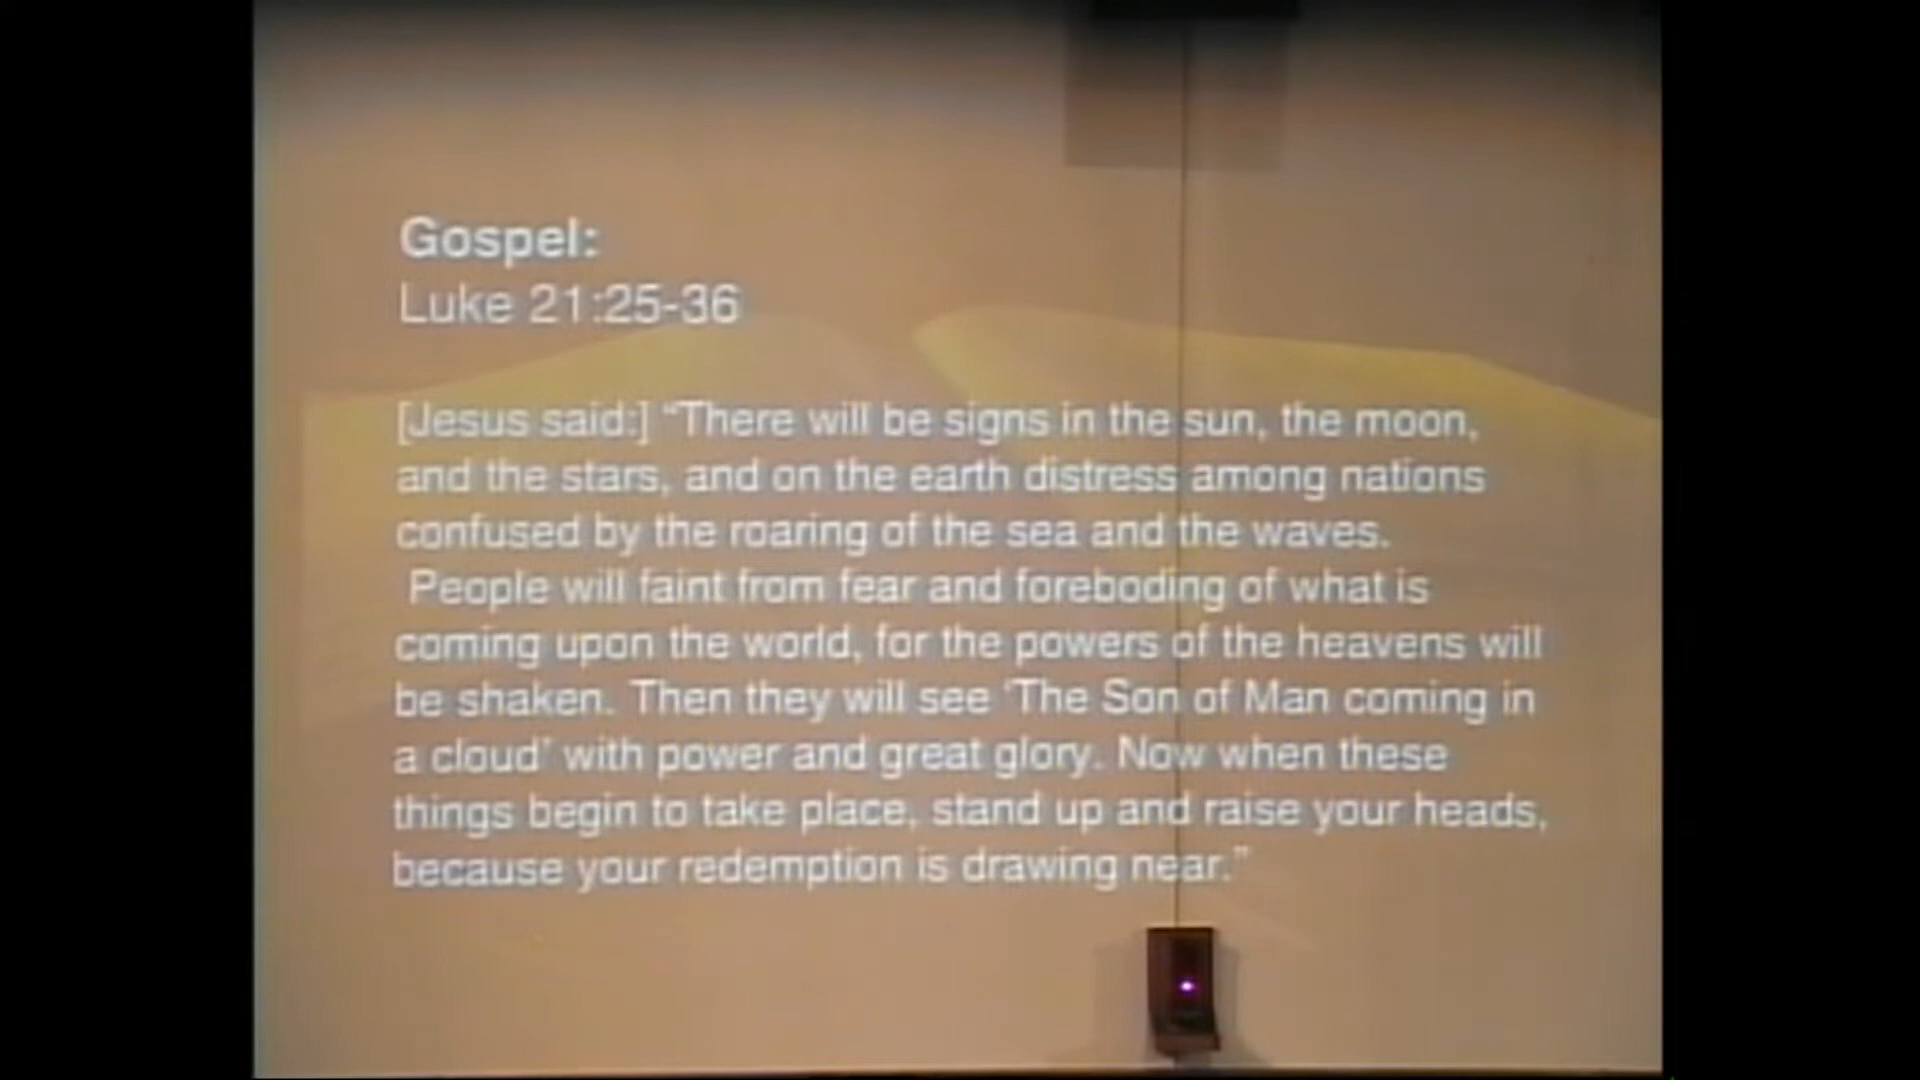 Gospel:
Luke 21:25-36
[Jesus said:] “There will be signs in the sun, the moon,
and the stars, and on the earth distress among nations
confused by the roaring of the sea and the waves.
People will faint from fear and foreboding of what is
coming upon the world, for the powers of the heavens will
be shaken. Then they will see ‘The Son of Man coming in
a cloud’ with power and great glory. Now when these
things begin to take place, stand up and raise your heads,
because your redemption is drawing near.”